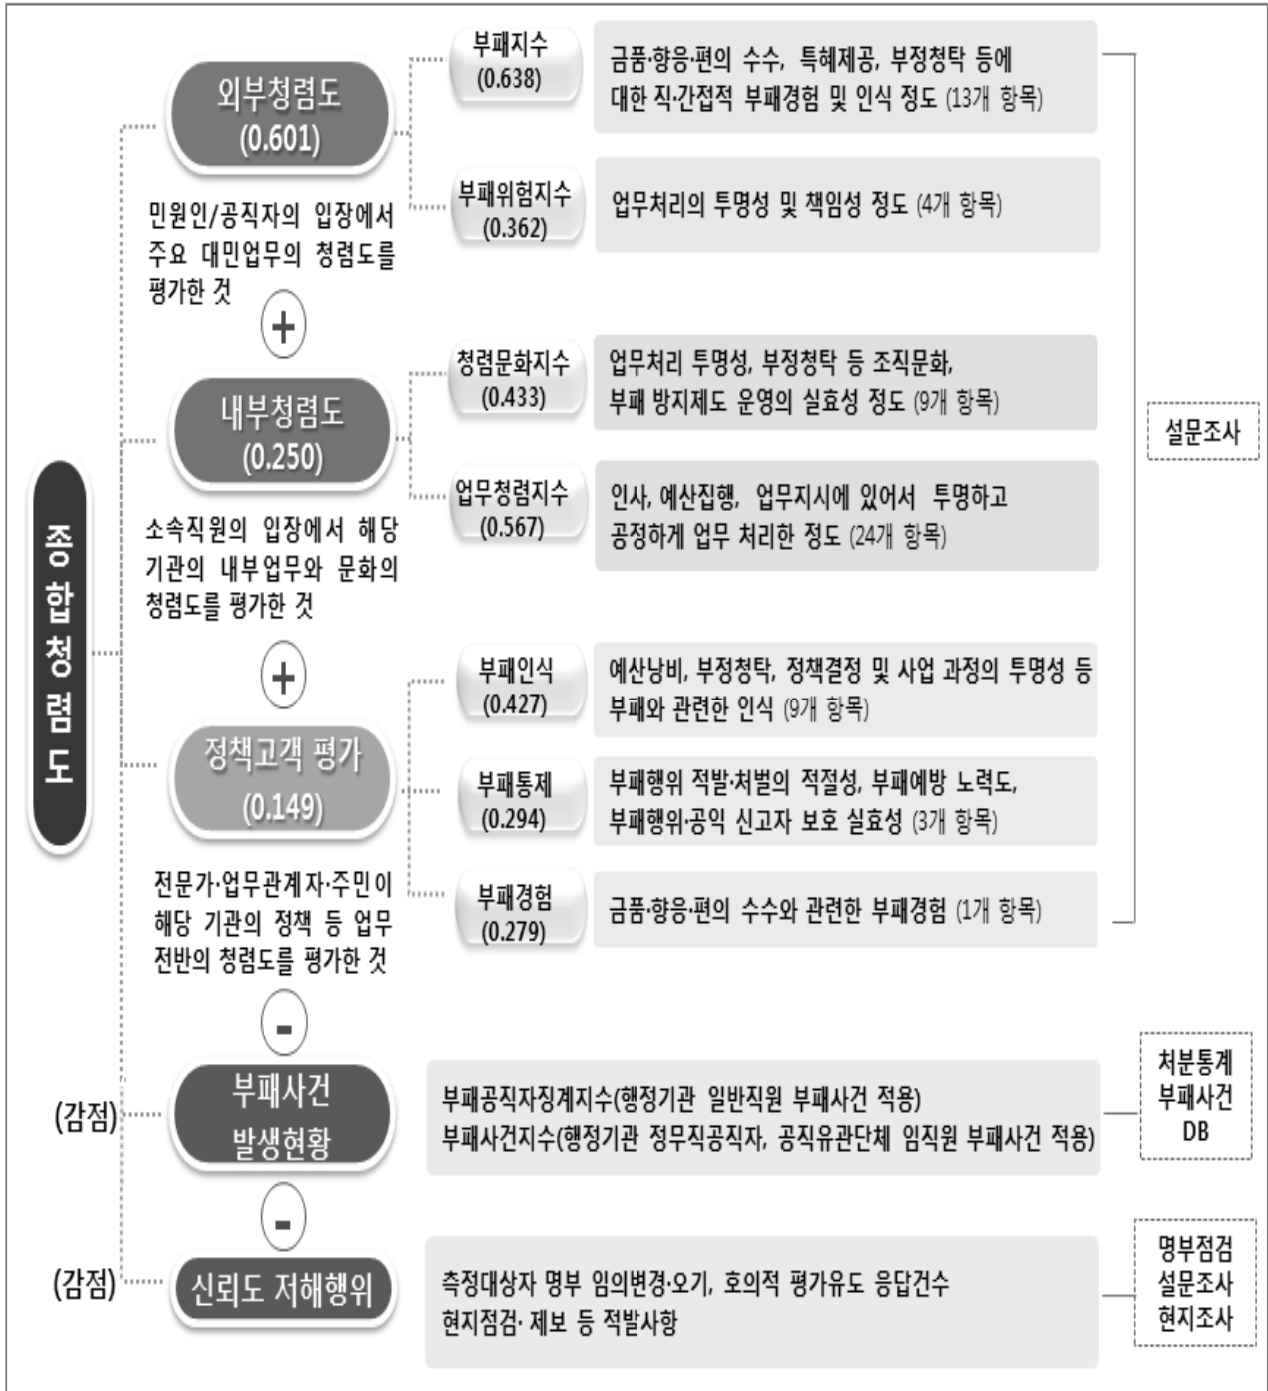 종합청렴도
외부청렴도
(0.601)
민원인/공직자의 입장에서
주요 대민업무의 청렴도를
평가한 것
부패지수
(0.638)
금품·향응·편의 수수, 특혜제공, 부정청탁 등에
대한 직·간접적 부패경험 및 인식 정도 (13개 항목)
부패위험지수
(0.362)
업무처리의 투명성 및 책임성 정도 (4개 항목)
+
내부청렴도
(0.250)
소속직원의 입장에서 해당
기관의 내부업무와 문화의
청렴도를 평가한 것
청렴문화지수
(0.433)
업무처리 투명성, 부정청탁 등 조직문화,
부패 방지제도 운영의 실효성 정도 (9개 항목)
업무청렴지수
(0.567)
인사, 예산집행, 업무지시에 있어서 투명하고
공정하게 업무 처리한 정도 (24개 항목)
+
정책고객 평가
(0.149)
전문가·업무관계자·주민이
해당 기관의 정책 등 업무
전반의 청렴도를 평가한 것
부패인식
(0.427)
예산낭비, 부정청탁, 정책결정 및 사업 과정의 투명성 등
부패와 관련한 인식 (9개 항목)
부패통제
(0.294)
부패행위 적발·처벌의 적절성, 부패예방 노력도,
부패행위·공익 신고자 보호 실효성 (3개 항목)
부패경험
(0.279)
금품·향응·편의 수수와 관련한 부패경험 (1개 항목)
설문조사
-
(감점)
부패사건
발생현황
부패공직자징계지수(행정기관 일반직원 부패사건 적용)
부패사건지수(행정기관 정무직공직자, 공직유관단체 임직원 부패사건 적용)
처분통계
부패사건
DB
-
(감점)
신뢰도 저해행위
측정대상자 명부 임의변경·오기, 호의적 평가유도 응답건수
현지점검· 제보 등 적발사항
명부점검
설문조사
현지조사